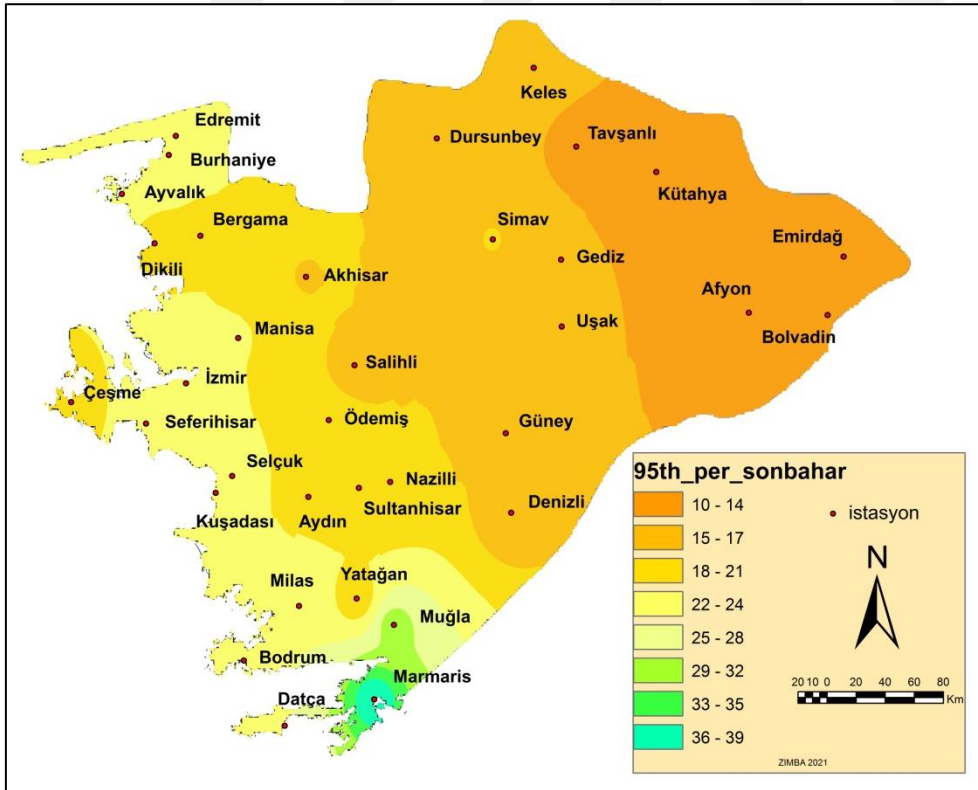 Keles
Edremit
Dursunbey
Tavşanlı
Burhaniye
Kütahya
Ayvalık
Bergama
Simav
Emirdağ
Dikili
Gediz
Akhisar
Afyon
Manisa
Uşak
Bolvadin
Salihli
İzmir
Çeşme
Seferihisar
Ödemiş
Güney
Selçuk
Nazilli
Kuşadası
Aydın
Sultanhisar
Denizli
Milas
Yatağan
Muğla
Bodrum
Datça
Marmaris
95th_per_sonbahar
10 - 14
15 - 17
18 - 21
22 - 24
25 - 28
29 - 32
33 - 35
36 - 39
istasyon
N
20 10 0 20 40 60 80
Km
ZIMBA 2021